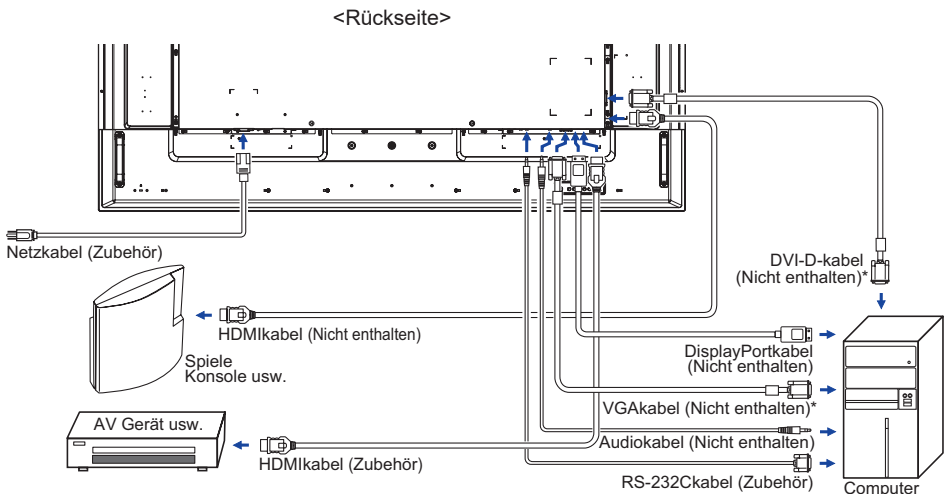 <Rückseite>
Netzkabel (Zubehör)
DVI-D-kabel
(Nicht enthalten)*
HDMIkabel (Nicht enthalten)
Spiele
Konsole usw.
DisplayPortkabel
(Nicht enthalten)
VGAkabel (Nicht enthalten)*
AV Gerät usw.
Audiokabel (Nicht enthalten)
HDMIkabel (Zubehör)
RS-232Ckabel (Zubehör)
Computer